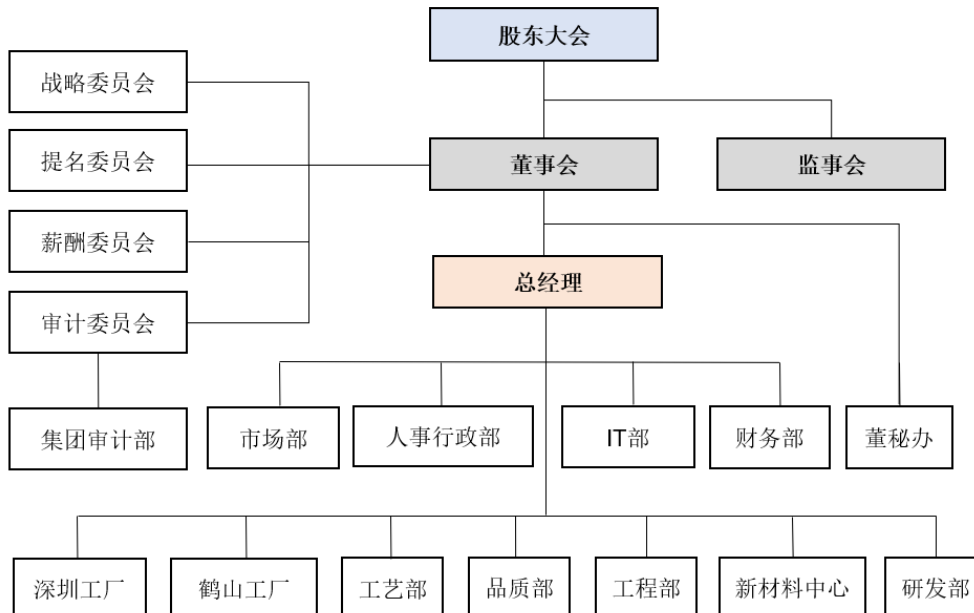 股东大会
战略委员会
提名委员会
董事会
监事会
薪酬委员会
总经理
审计委员会
集团审计部
市场部
人事行政部
IT部
财务部
董秘办
深圳工厂
鹤山工厂
工艺部
品质部
工程部
新材料中心
研发部